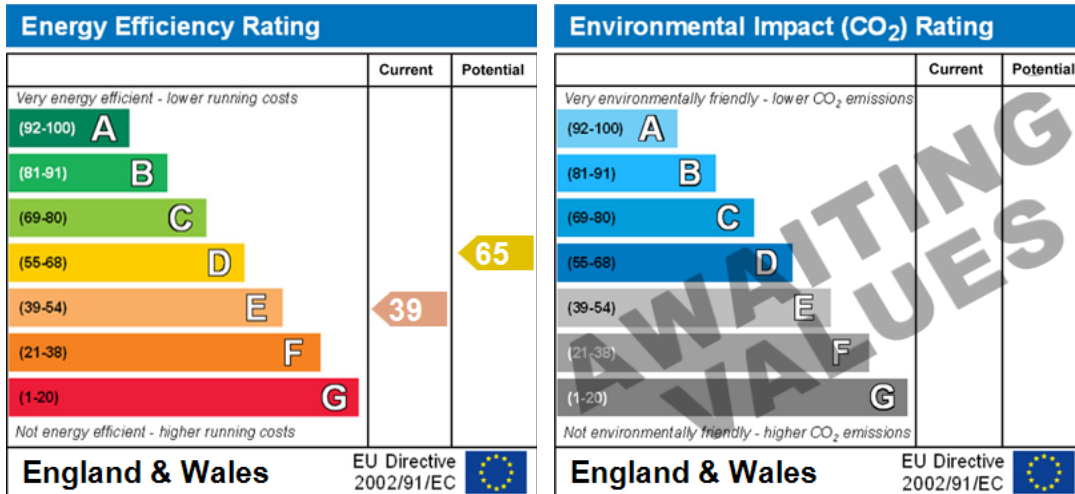 Energy Efficiency Rating
Current Potential
Very energy efficient - lower running costs
(92-100) A
(81-91) B
(69-80) C
(55-68) D
65
(39-54) E
39
(21-38) F
(1-20) G
Not energy efficient - higher running costs
England & Wales
EU Directive
2002/91/EC
Environmental Impact (CO₂) Rating
Current Potential
Very environmentally friendly - lower CO₂ emissions
(92-100) A
(81-91) B
(69-80) C
(55-68) D
(39-54) E
(21-38) F
(1-20) G
Not environmentally friendly - higher CO₂ emissions
AWAITING
VALUES
England & Wales
EU Directive
2002/91/EC